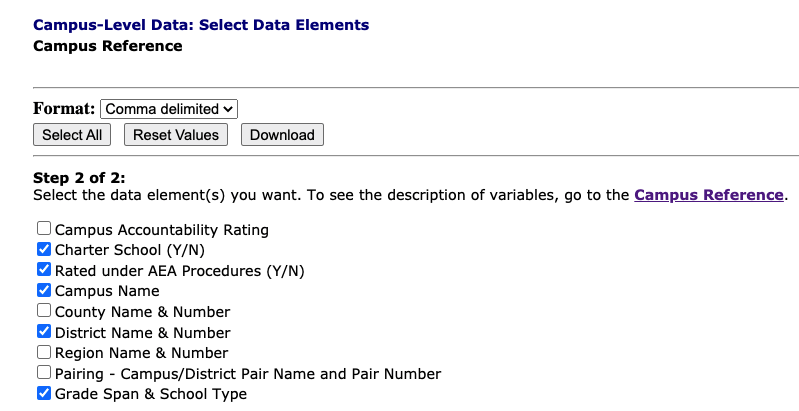 Campus-Level Data: Select Data Elements
Campus Reference
Format: Comma delimited
Select All Reset Values Download
Step 2 of 2:
Select the data element(s) you want. To see the description of variables, go to the Campus Reference.
Campus Accountability Rating
Charter School (Y/N)
Rated under AEA Procedures (Y/N)
Campus Name
County Name & Number
District Name & Number
Region Name & Number
Pairing - Campus/District Pair Name and Pair Number
Grade Span & School Type